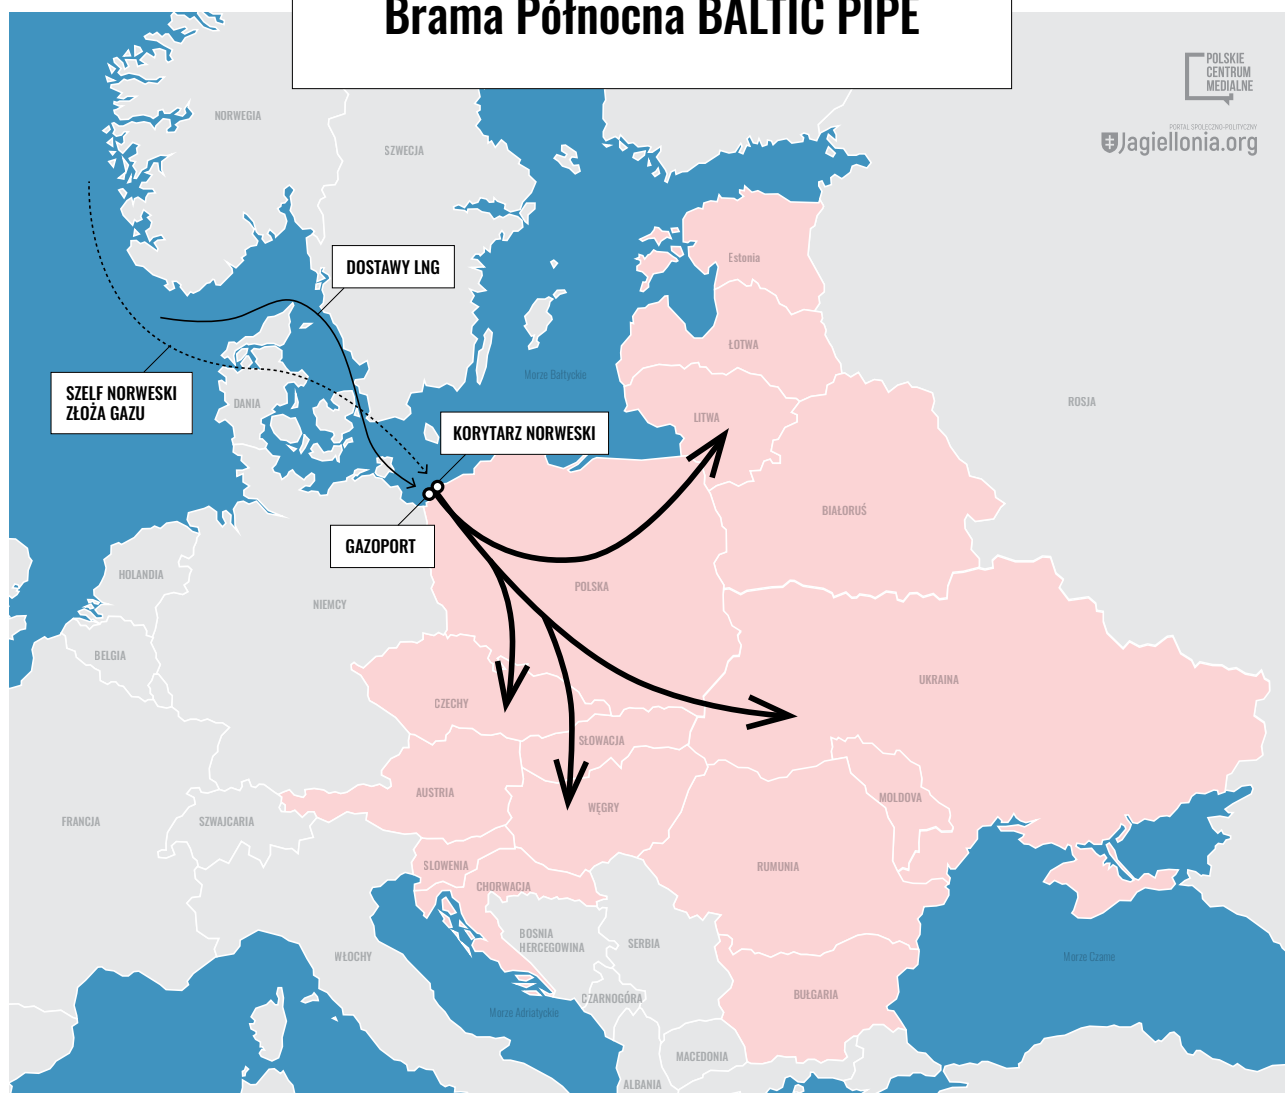 Brama Północna BALTIC PIPE
POLSKIE
CENTRUM
MEDIALNE
PORTAL SPOŁECZNO-POLITYCZNY
Jagiellonia.org
NORWEGIA
SZWECJA
Estonia
DOSTAWY LNG
ŁOTWA
Morze Bałtyckie
SZELF NORWESKI
ZŁOŻA GAZU
DANIA
LITWA
ROSJA
KORYTARZ NORWESKI
BIAŁORUŚ
GAZOPORT
HOLANDIA
POLSKA
NIEMCY
BELGIA
UKRAINA
CZECHY
SŁOWACJA
AUSTRIA
MOLDOVA
WĘGRY
FRANCJA
SZWAJCARIA
SŁOWENIA
RUMUNIA
CHORWACJA
BOSNIA
HERCEGOWINA
SERBIA
WŁOCHY
Morze Czarne
BUŁGARIA
CZARNOGÓRA
Morze Adriatyckie
MACEDONIA
ALBANIA